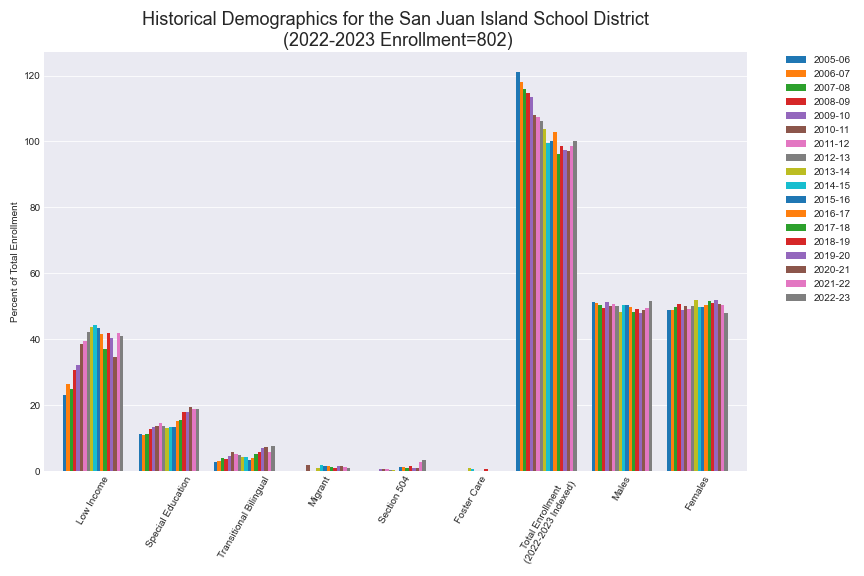 Historical Demographics for the San Juan Island School District
(2022-2023 Enrollment=802)
Percent of Total Enrollment
120
100
80
60
40
20
0
Low Income
Special Education
Transitional Bilingual
Migrant
Section 504
Foster Care
Total Enrollment
(2022-2023 Indexed)
Males
Females
2005-06
2006-07
2007-08
2008-09
2009-10
2010-11
2011-12
2012-13
2013-14
2014-15
2015-16
2016-17
2017-18
2018-19
2019-20
2020-21
2021-22
2022-23